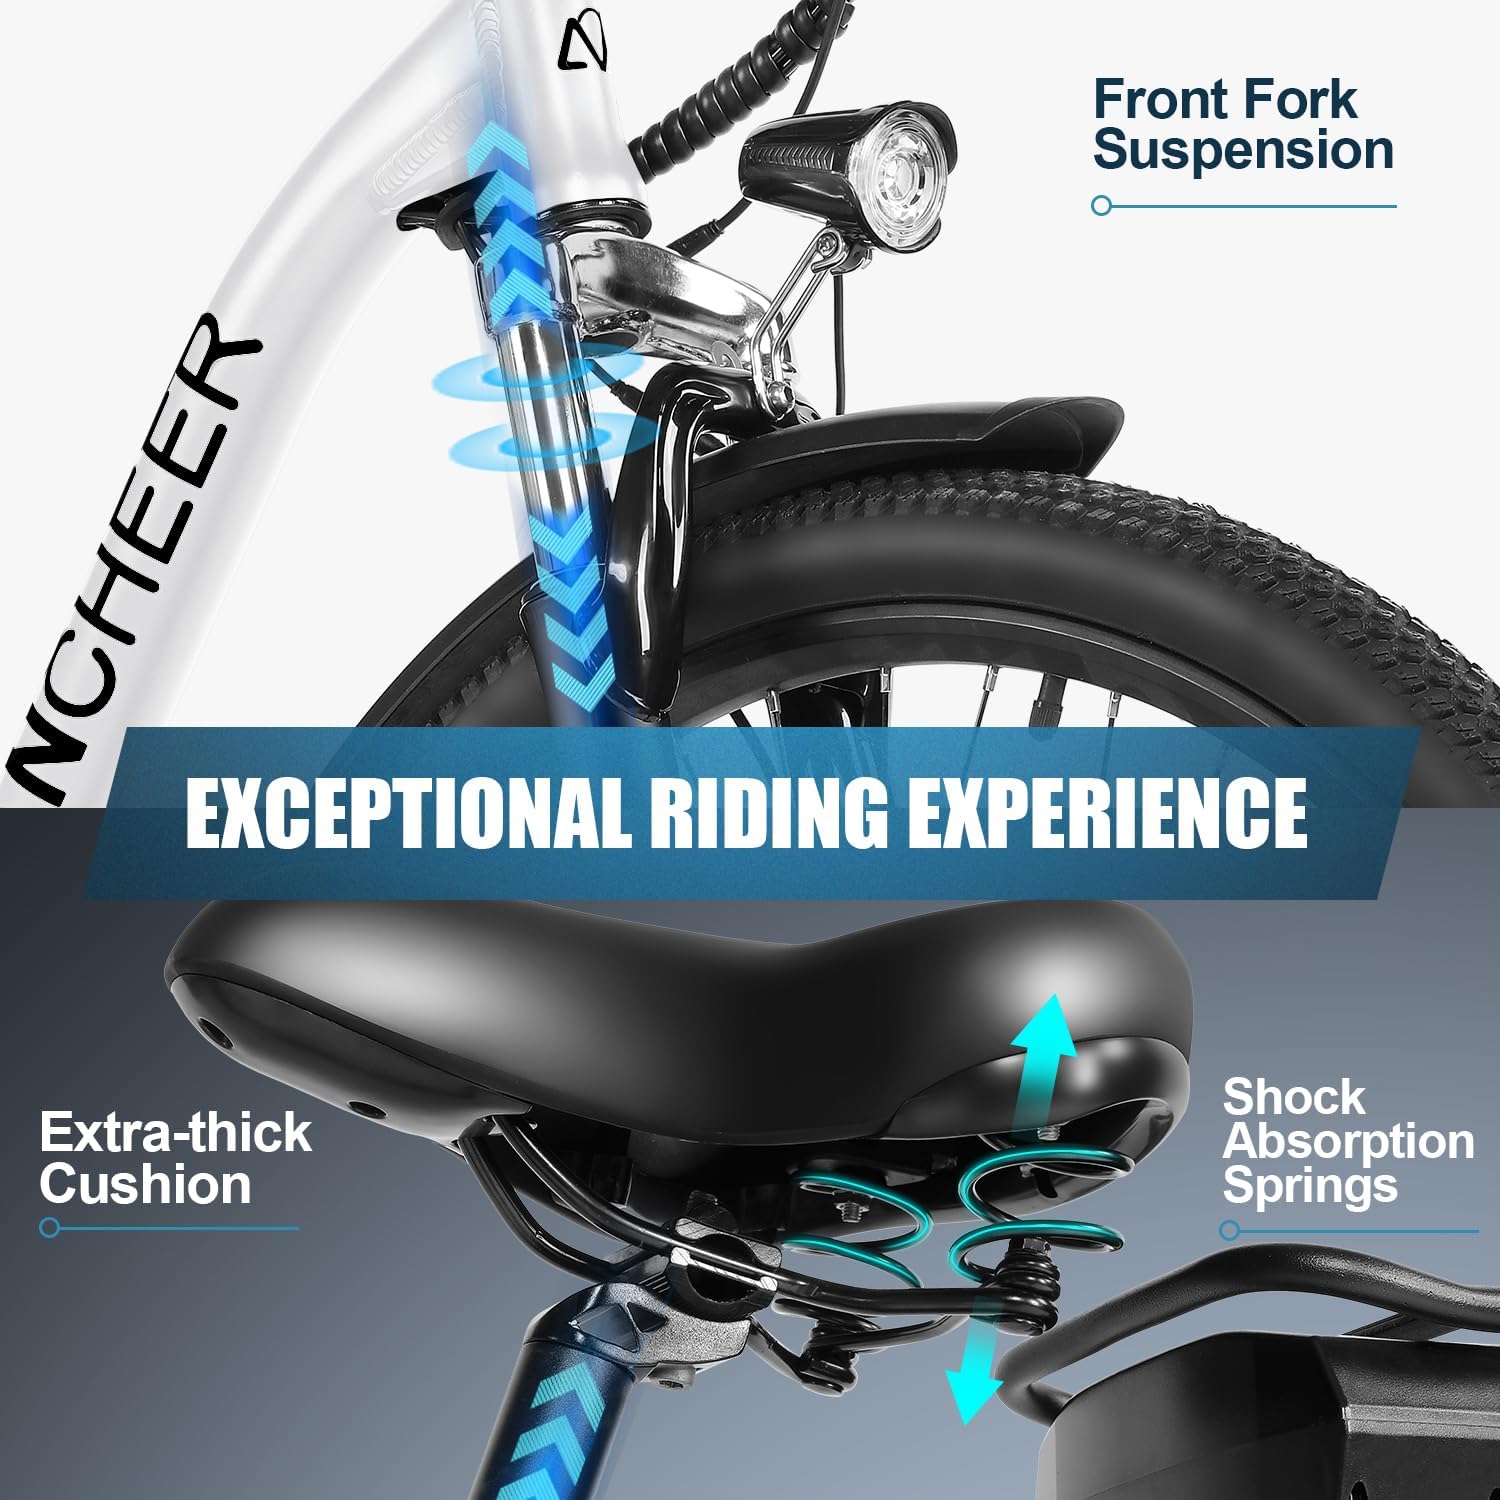 Front Fork
Suspension
NCHEER
EXCEPTIONAL RIDING EXPERIENCE
Extra-thick
Cushion
Shock
Absorption
Springs